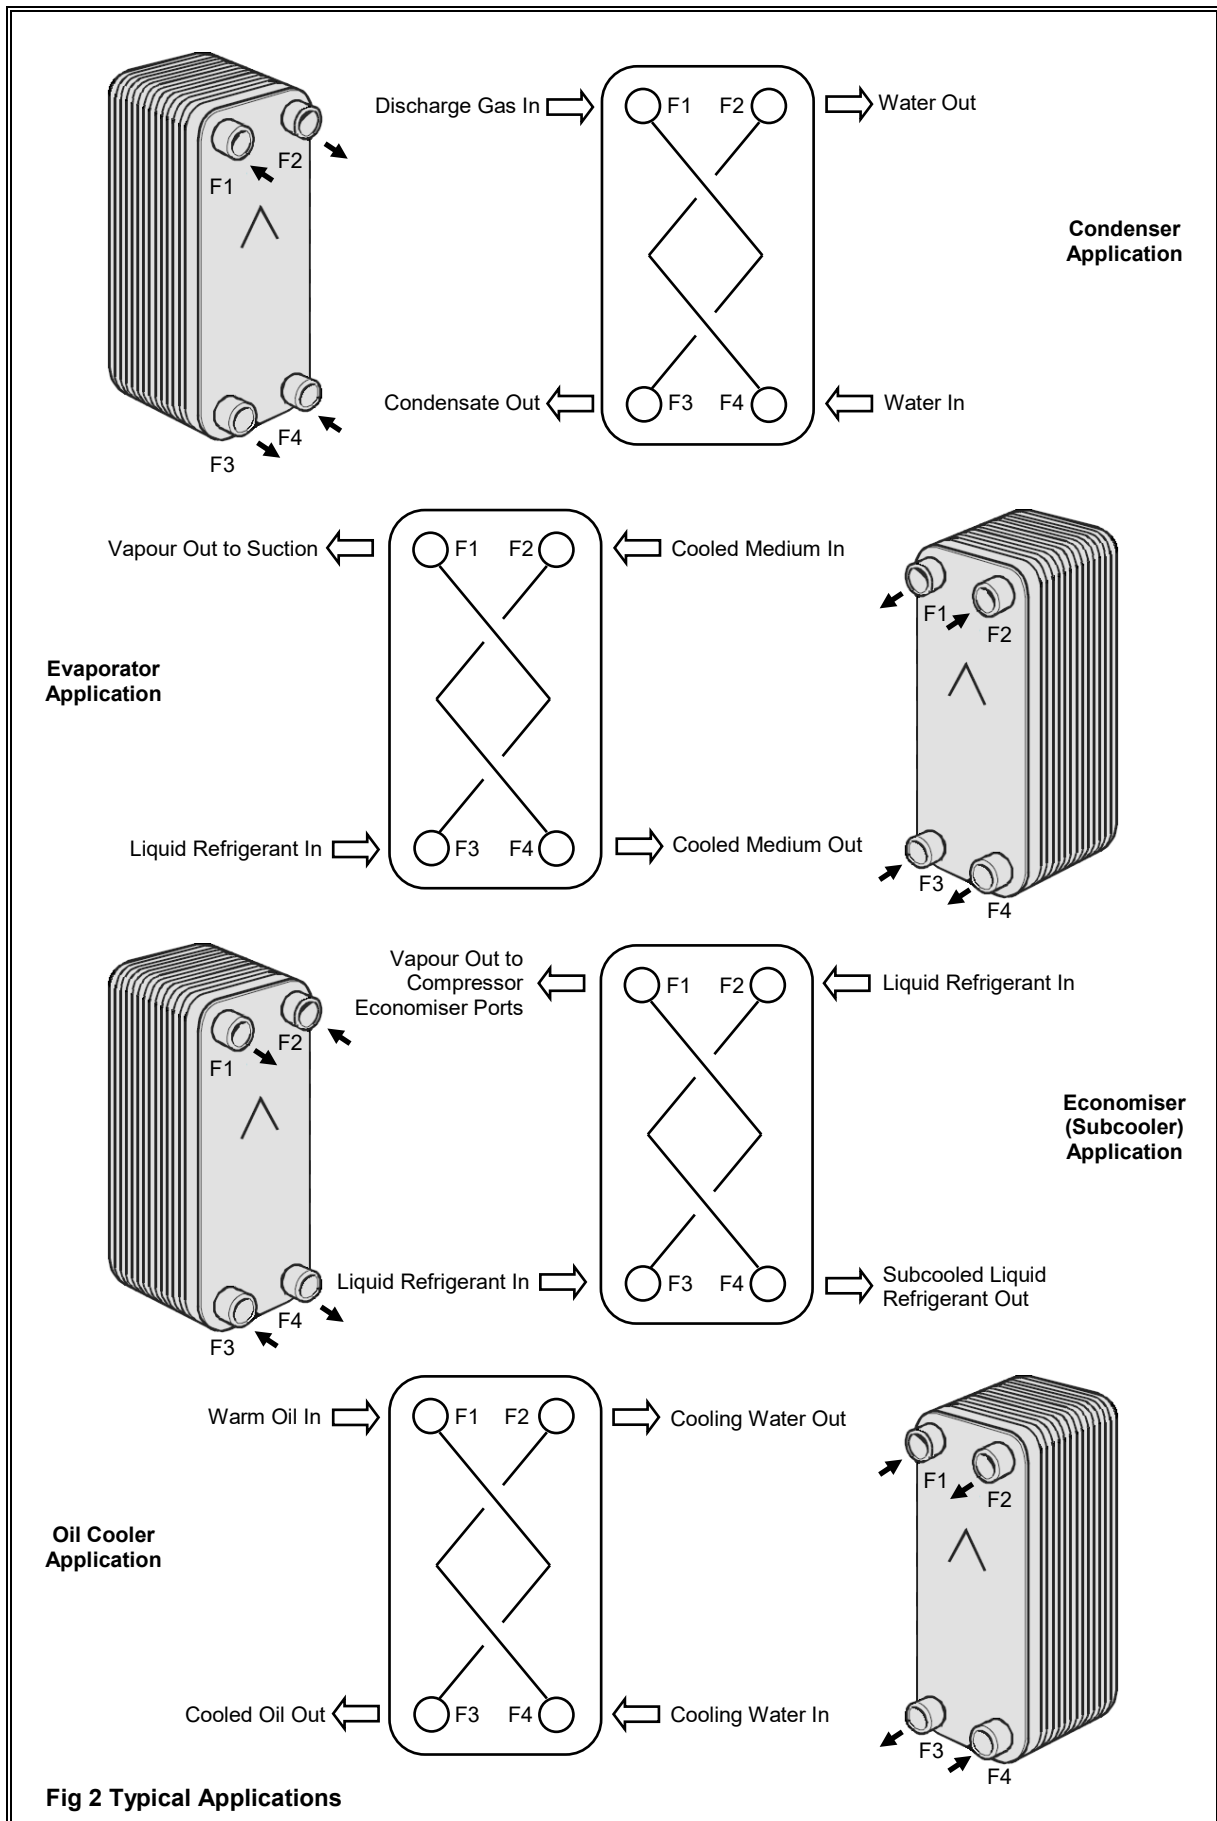 Discharge Gas In
F1
F2
Water Out
F2
F1
Condenser
Application
Condensate Out
F3
F4
Water In
F4
F3
Vapour Out to Suction
F1
F2
Cooled Medium In
F1
F2
Evaporator
Application
Liquid Refrigerant In
F3
F4
Cooled Medium Out
F3
F4
Vapour Out to
Compressor
Economiser Ports
F1
F2
Liquid Refrigerant In
F2
F1
Economiser
(Subcooler)
Application
Liquid Refrigerant In
F3
F4
Subcooled Liquid
Refrigerant Out
F4
F3
Warm Oil In
F1
F2
Cooling Water Out
F1
F2
Oil Cooler
Application
Cooled Oil Out
F3
F4
Cooling Water In
F3
F4
Fig 2 Typical Applications